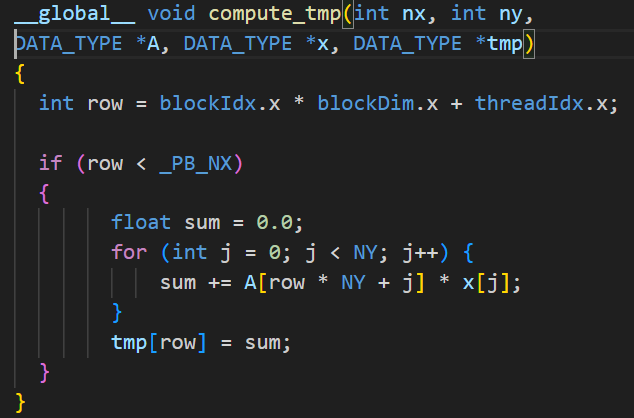 __global__ void compute_tmp(int nx, int ny,
DATA_TYPE *A, DATA_TYPE *x, DATA_TYPE *tmp)
{
int row = blockIdx.x * blockDim.x + threadIdx.x;
if (row < _PB_NX)
{
float sum = 0.0;
for (int j = 0; j < NY; j++) {
sum += A[row * NY + j] * x[j];
}
tmp[row] = sum;
}
}